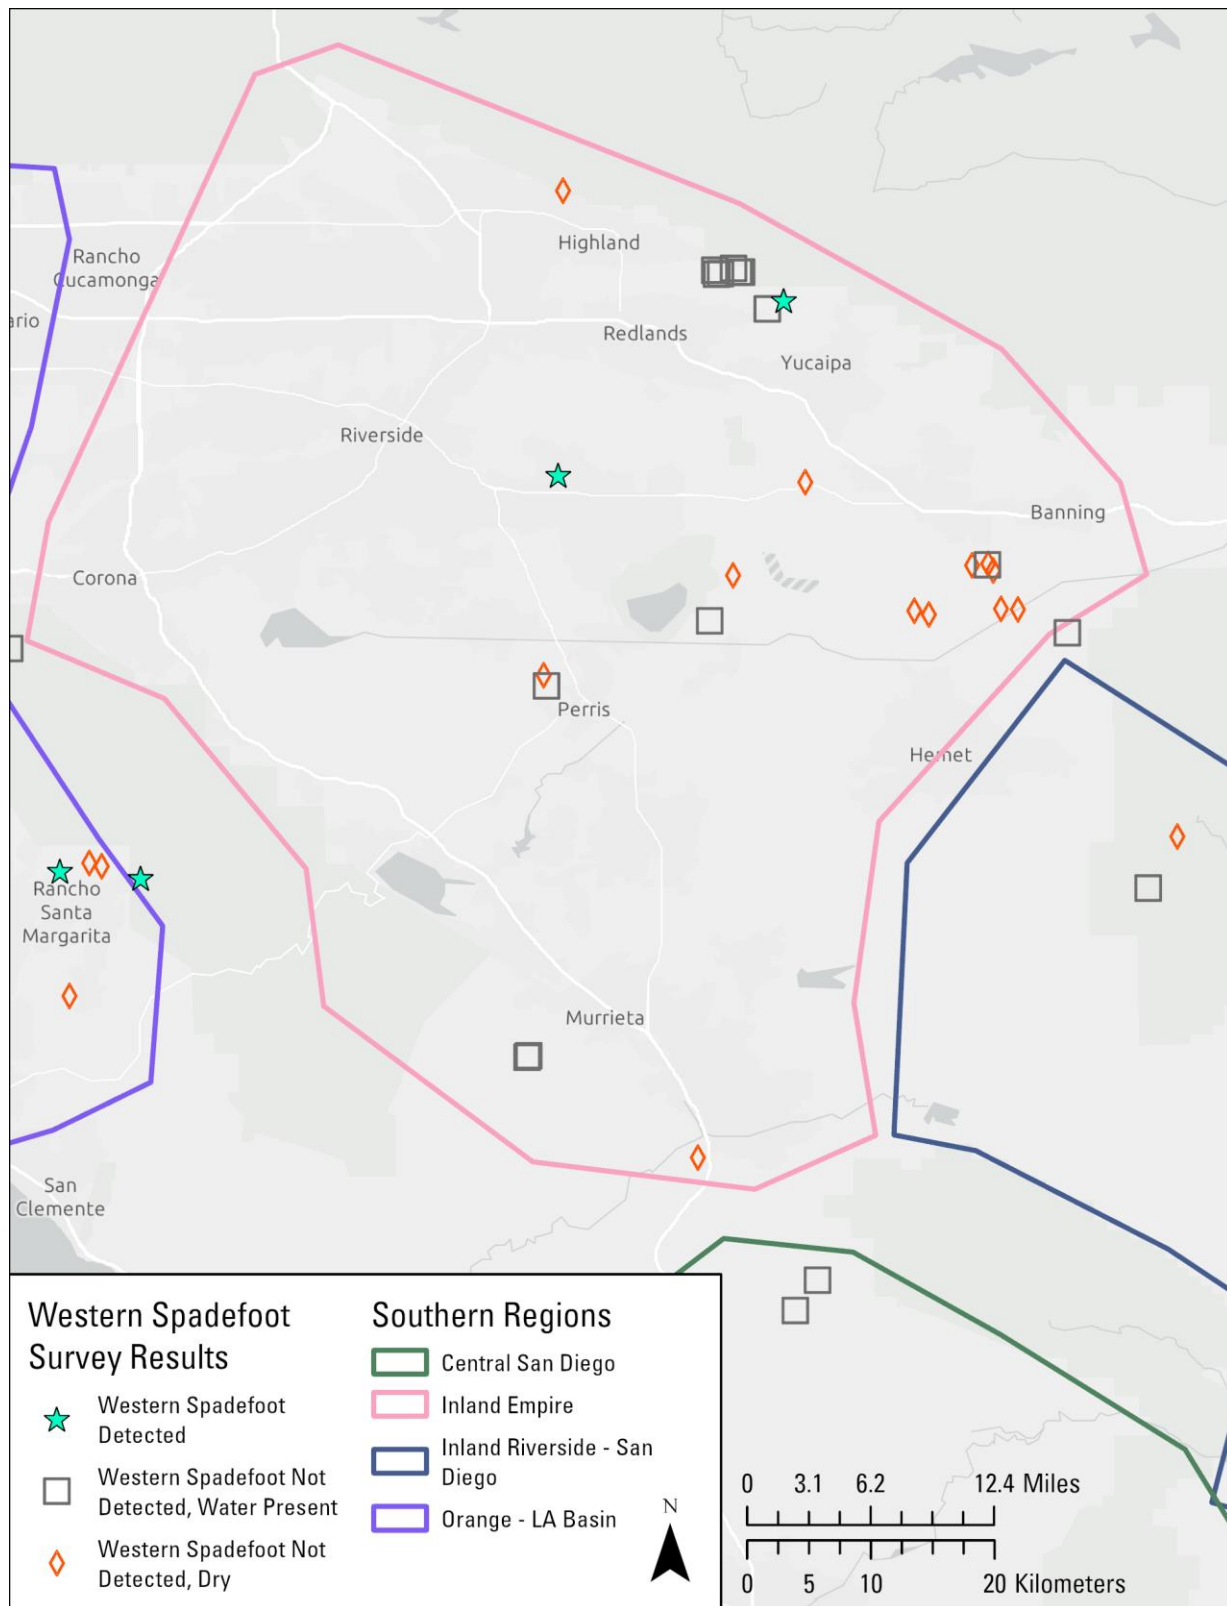 Rancho
Cucamonga
Highland
ario
Redlands
Yucaipa
Riverside
Banning
Corona
Perris
Hemet
Rancho
Santa
Margarita
Murrieta
San
Clemente
Western Spadefoot
Survey Results
Western Spadefoot
Detected
Western Spadefoot Not
Detected, Water Present
Western Spadefoot Not
Detected, Dry
Southern Regions
Central San Diego
Inland Empire
Inland Riverside - San
Diego
Orange - LA Basin
N
0 3.1 6.2 12.4 Miles
0 5 10 20 Kilometers